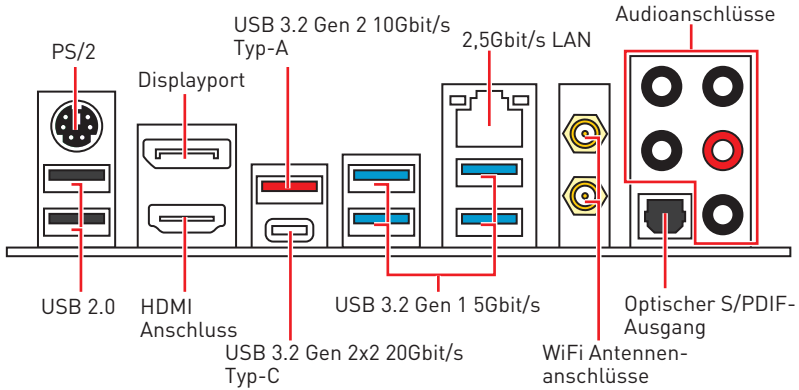 USB 3.2 Gen 2 10Gbit/s
Typ-A
Audioanschlüsse
PS/2
2,5Gbit/s LAN
Displayport
USB 2.0
HDMI
Anschluss
USB 3.2 Gen 1 5Gbit/s
Optischer S/PDIF-
Ausgang
USB 3.2 Gen 2x2 20Gbit/s
Typ-C
WiFi Antennen-
anschlüsse